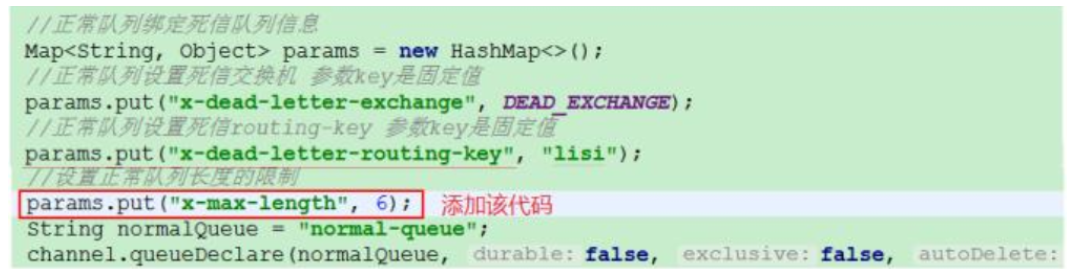 //正常队列绑定死信队列信息
Map<String, Object> params = new HashMap<>();
//正常队列设置死信交换机 参数key是固定值
params.put("x-dead-letter-exchange", DEAD_EXCHANGE);
//正常队列设置死信routing-key 参数key是固定值
params.put("x-dead-letter-routing-key", "lisi");
//设置正常队列长度的限制
params.put("x-max-length", 6); 添加该代码
String normalQueue = "normal-queue";
channel.queueDeclare(normalQueue, durable: false, exclusive: false, autoDelete: